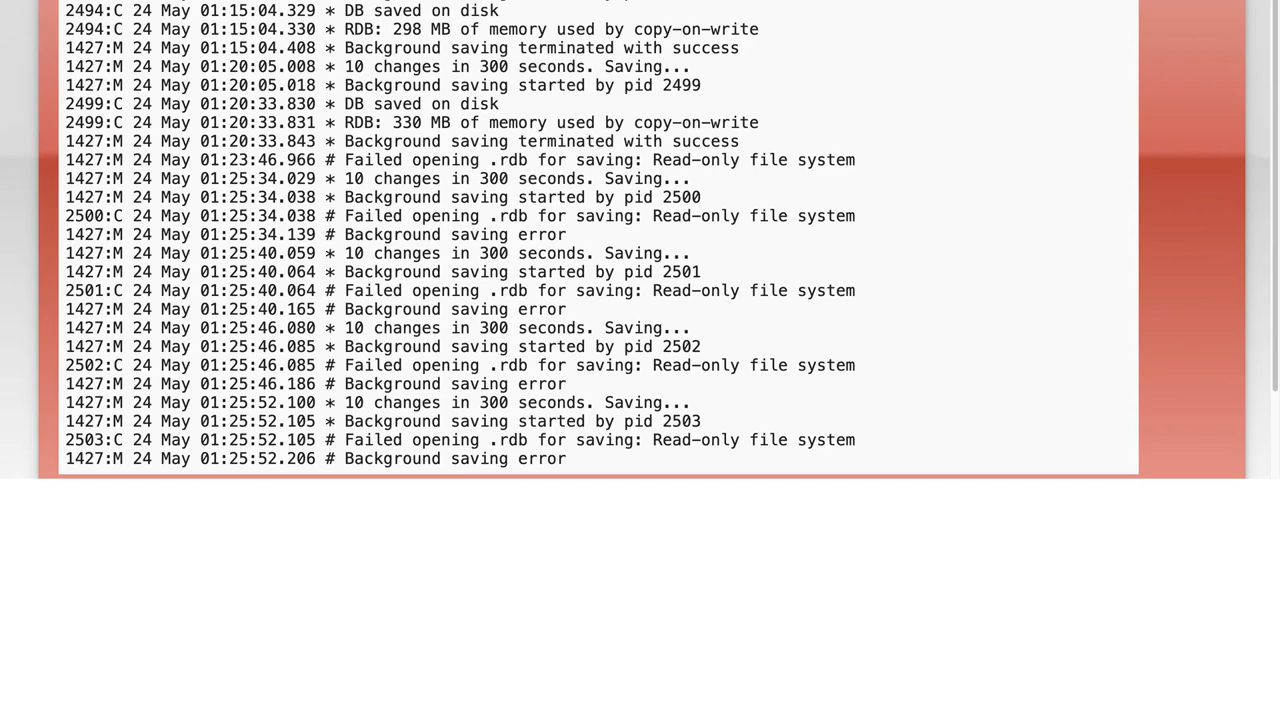 2494:C 24 May 01:15:04.329 * DB saved on disk
2494:C 24 May 01:15:04.330 * RDB: 298 MB of memory used by copy-on-write
1427:M 24 May 01:15:04.408 * Background saving terminated with success
1427:M 24 May 01:20:05.008 * 10 changes in 300 seconds. Saving...
1427:M 24 May 01:20:05.018 * Background saving started by pid 2499
2499:C 24 May 01:20:33.830 * DB saved on disk
2499:C 24 May 01:20:33.831 * RDB: 330 MB of memory used by copy-on-write
1427:M 24 May 01:20:33.843 * Background saving terminated with success
1427:M 24 May 01:23:46.966 # Failed opening .rdb for saving: Read-only file system
1427:M 24 May 01:25:34.029 * 10 changes in 300 seconds. Saving...
1427:M 24 May 01:25:34.038 * Background saving started by pid 2500
2500:C 24 May 01:25:34.038 # Failed opening .rdb for saving: Read-only file system
1427:M 24 May 01:25:34.139 # Background saving error
1427:M 24 May 01:25:40.059 * 10 changes in 300 seconds. Saving...
1427:M 24 May 01:25:40.064 * Background saving started by pid 2501
2501:C 24 May 01:25:40.064 # Failed opening .rdb for saving: Read-only file system
1427:M 24 May 01:25:40.165 # Background saving error
1427:M 24 May 01:25:46.080 * 10 changes in 300 seconds. Saving...
1427:M 24 May 01:25:46.085 * Background saving started by pid 2502
2502:C 24 May 01:25:46.085 # Failed opening .rdb for saving: Read-only file system
1427:M 24 May 01:25:46.186 # Background saving error
1427:M 24 May 01:25:52.100 * 10 changes in 300 seconds. Saving...
1427:M 24 May 01:25:52.105 * Background saving started by pid 2503
2503:C 24 May 01:25:52.105 # Failed opening .rdb for saving: Read-only file system
1427:M 24 May 01:25:52.206 # Background saving error